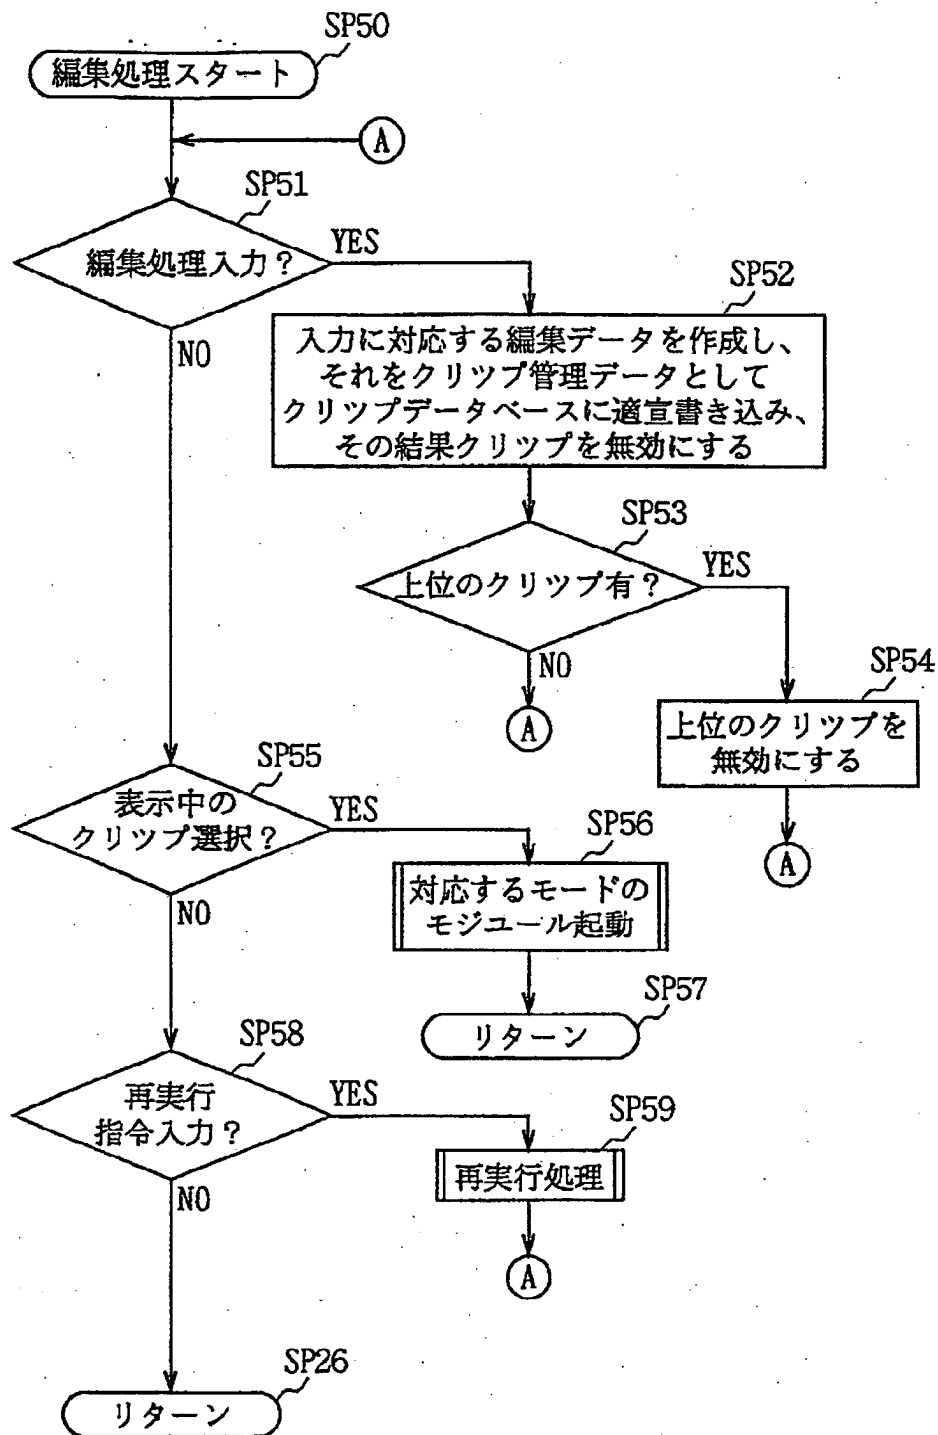 SP50
編集処理スタート
A
SP51
編集処理入力?
YES
NO
SP52
入力に対応する編集データを作成し、
それをクリツプ管理データとして
クリツプデータベースに適宣書き込み、
その結果クリツプを無効にする
SP53
上位のクリツプ有?
YES
NO
A
SP54
上位のクリツプを
無効にする
A
SP55
表示中の
クリツプ選択?
YES
NO
SP56
対応するモードの
モジユール起動
SP57
リターン
SP58
再実行
指令入力?
YES
NO
SP59
再実行処理
A
SP26
リターン